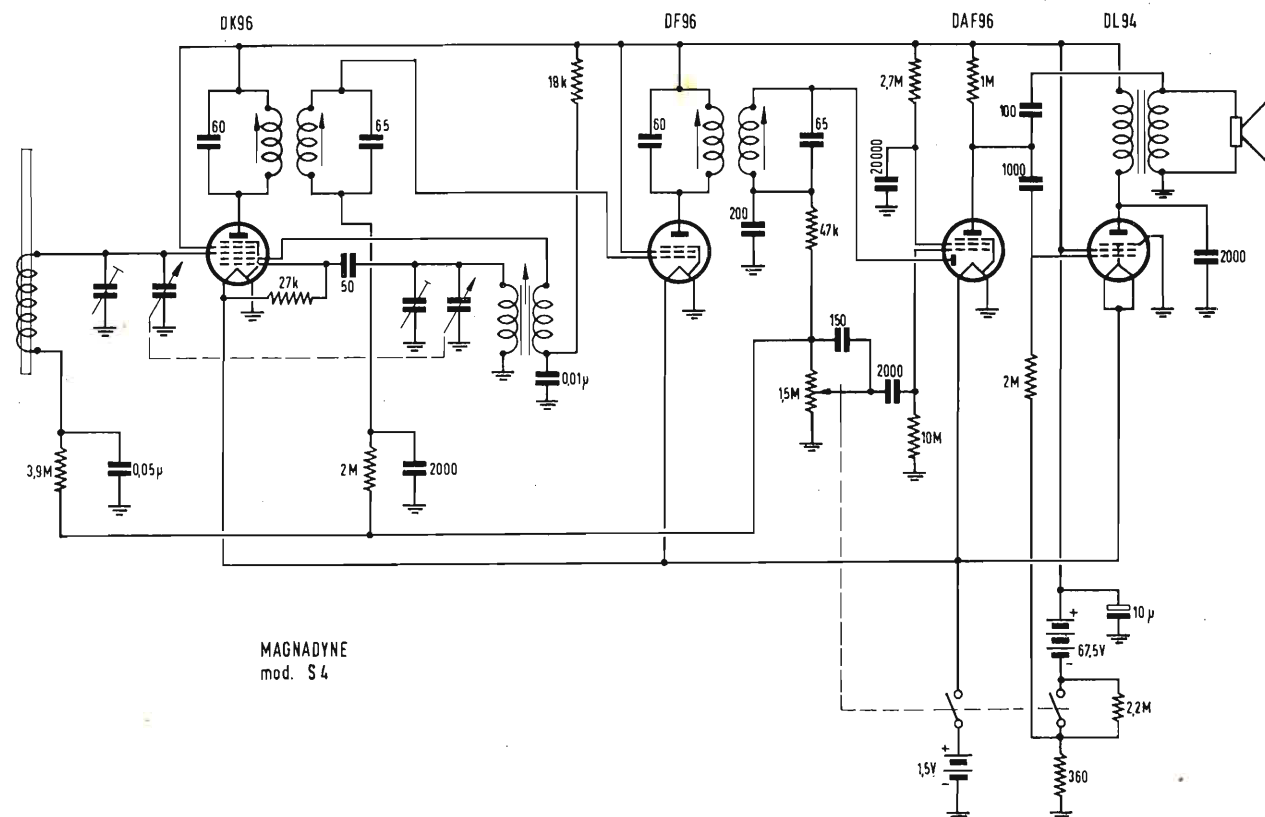 DK96
DF96
DAF96
DL94
60
65
18k
60
65
2,7M
1M
100
1000
20000
200
47k
27k
50
2000
0,01µ
150
2000
1,5M
2M
10M
3,9M
0,05µ
2M
2000
10µ
+
67,5V
-
2,2M
MAGNADYNE
mod. S4
+
1,5V
-
360